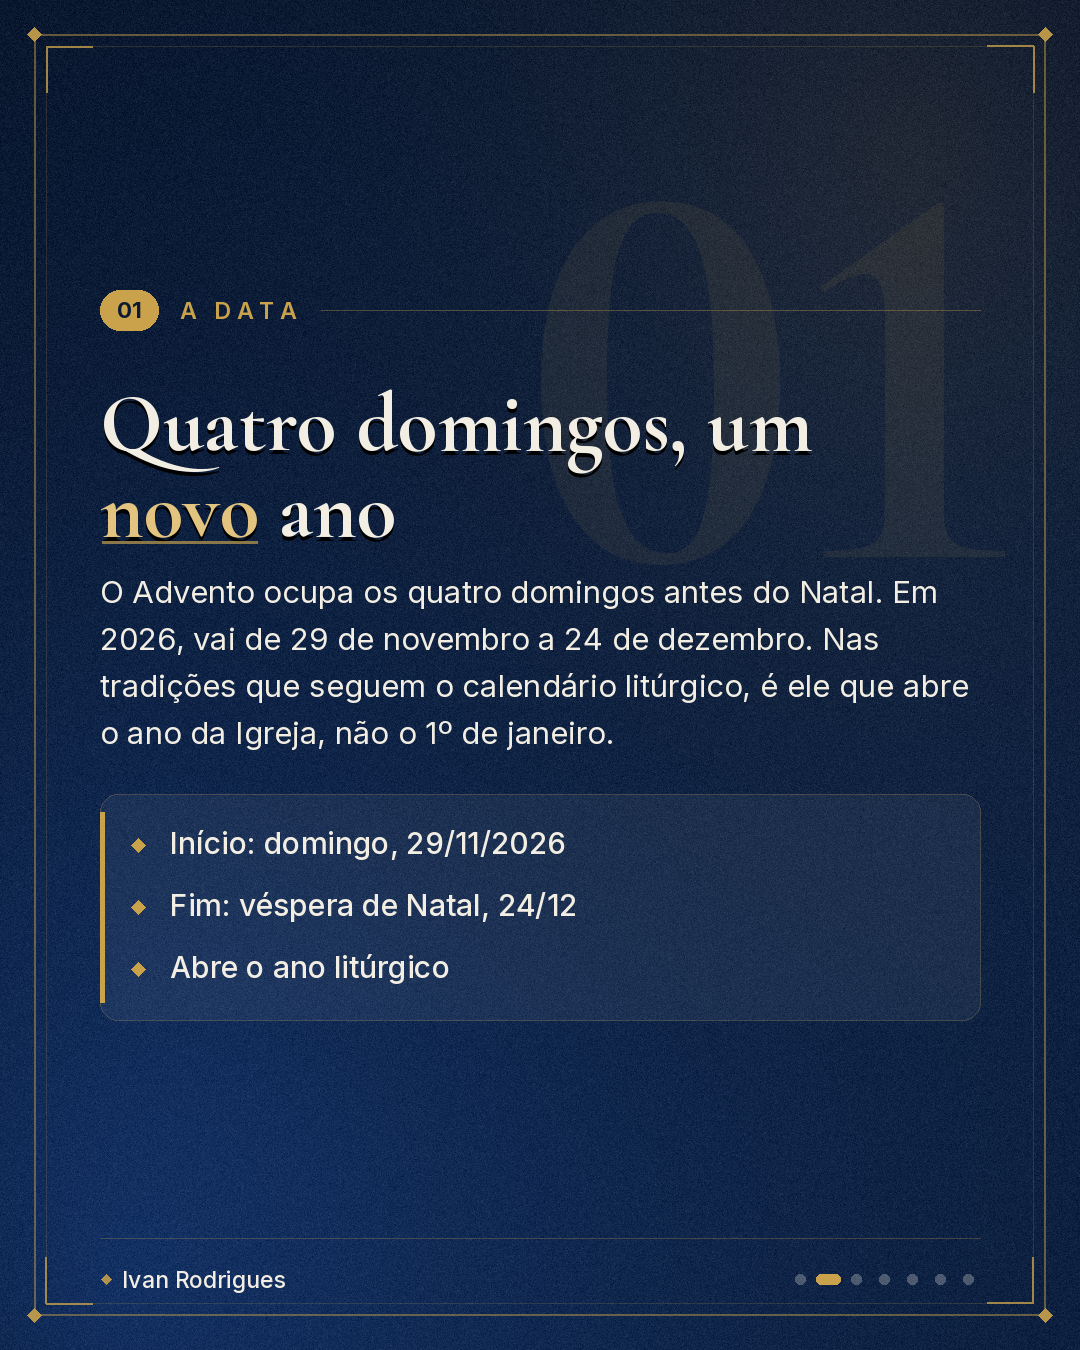 01
01 A DATA
Quatro domingos, um
novo ano
O Advento ocupa os quatro domingos antes do Natal. Em
2026, vai de 29 de novembro a 24 de dezembro. Nas
tradições que seguem o calendário litúrgico, é ele que abre
o ano da Igreja, não o 1º de janeiro.
Início: domingo, 29/11/2026
Fim: véspera de Natal, 24/12
Abre o ano litúrgico
Ivan Rodrigues